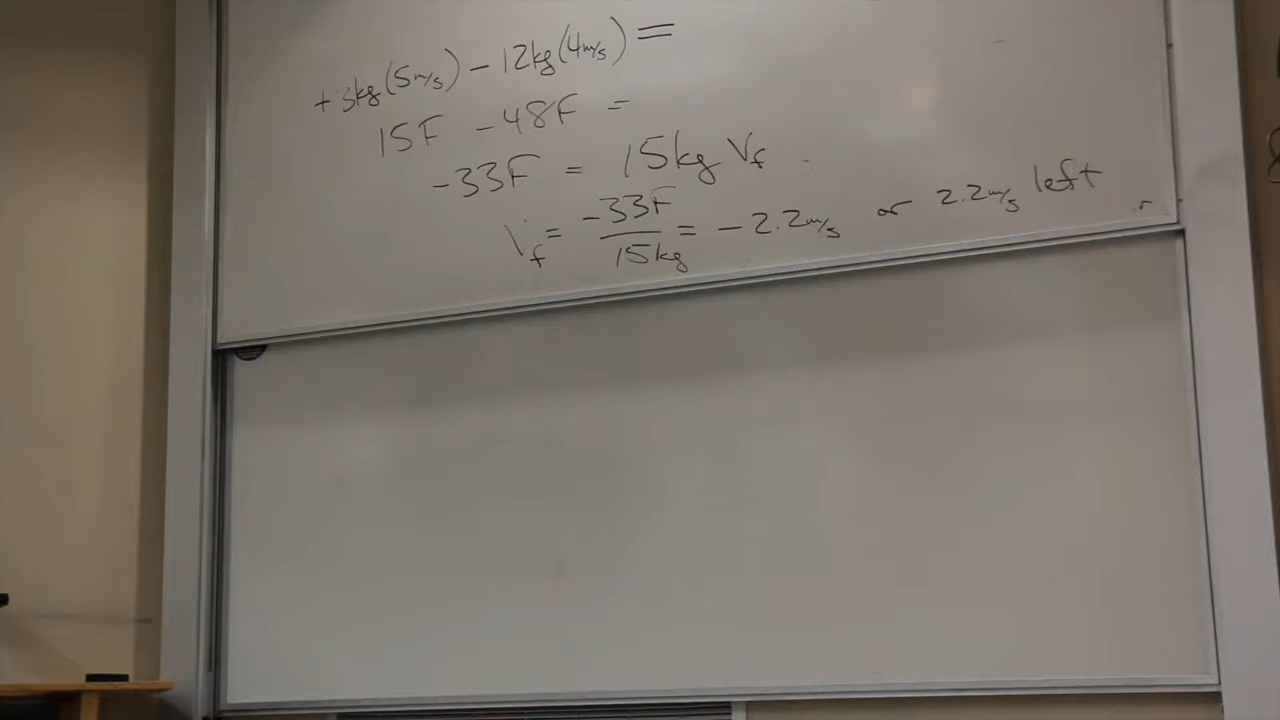 +3kg(5m/s) - 12kg(4m/s) =
15F - 48F =
-33F = 15kg Vf
Vf = -33F/15kg = -2.2m/s or 2.2m/s left